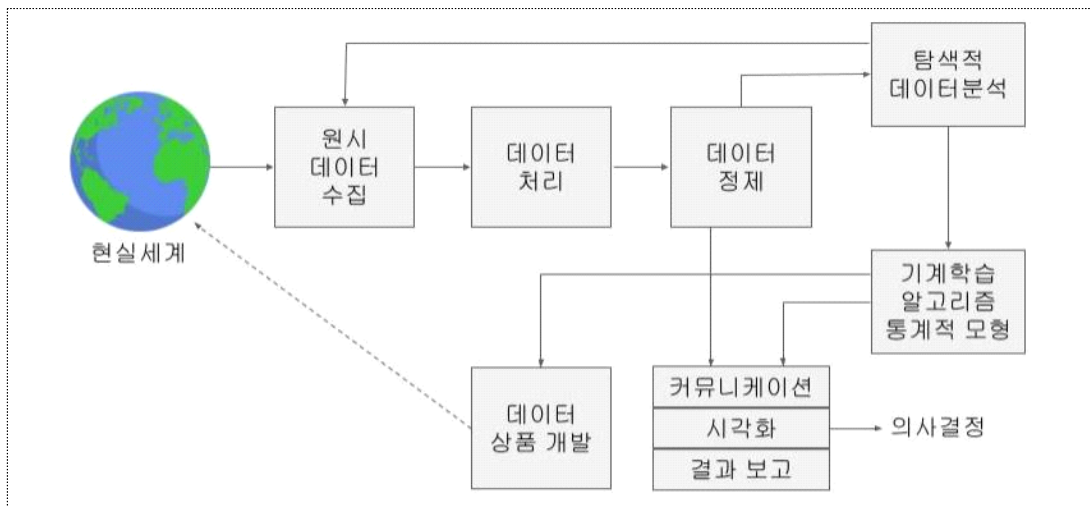 탐색적
데이터분석
원시
데이터
수집
데이터
처리
데이터
정제
현실세계
기계학습
알고리즘
통계적 모형
데이터
상품 개발
커뮤니케이션
시각화
결과 보고
의사결정